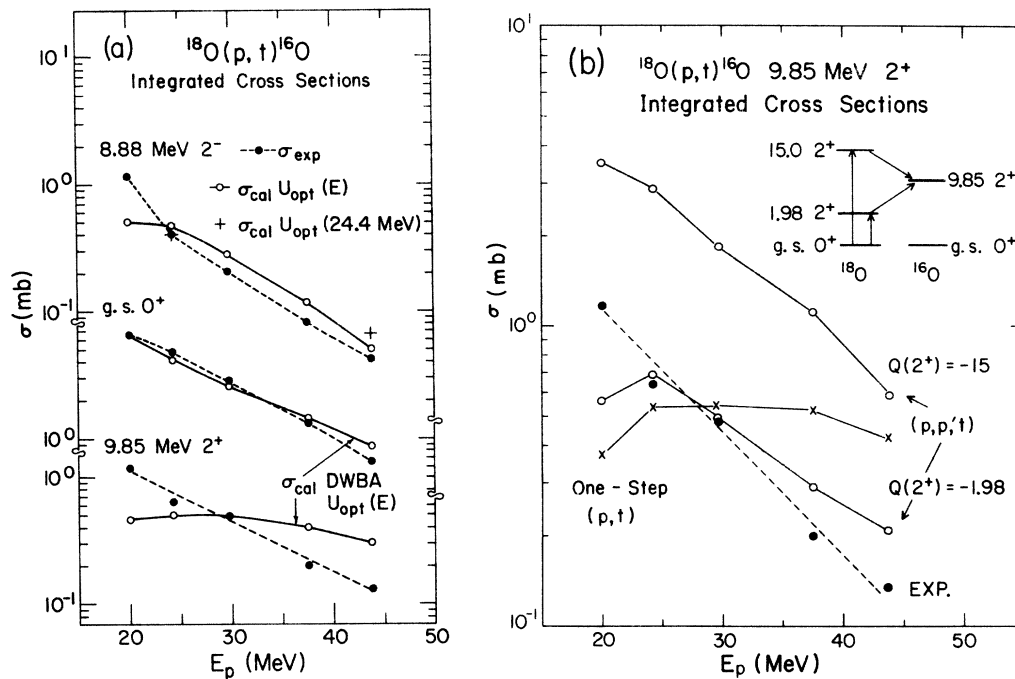 (a)
¹⁸O(p, t)¹⁶O
Integrated Cross Sections
8.88 MeV 2⁻
σexp
σcal Uopt (E)
σcal Uopt (24.4 MeV)
g.s. O⁺
9.85 MeV 2⁺
σcal DWBA
Uopt (E)
σ (mb)
10¹
10⁰
10⁻¹
10⁰
10⁰
10⁻¹
20 30 40 50
Eₚ (MeV)
(b)
¹⁸O(p, t)¹⁶O 9.85 MeV 2⁺
Integrated Cross Sections
15.0 2⁺
9.85 2⁺
1.98 2⁺
g.s. O⁺
g.s. O⁺
¹⁸O
¹⁶O
Q(2⁺) = -15
(p, p,' t)
Q(2⁺) = -1.98
One - Step
(p, t)
EXP.
σ (mb)
10¹
10⁰
10⁻¹
20 30 40 50
Eₚ (MeV)